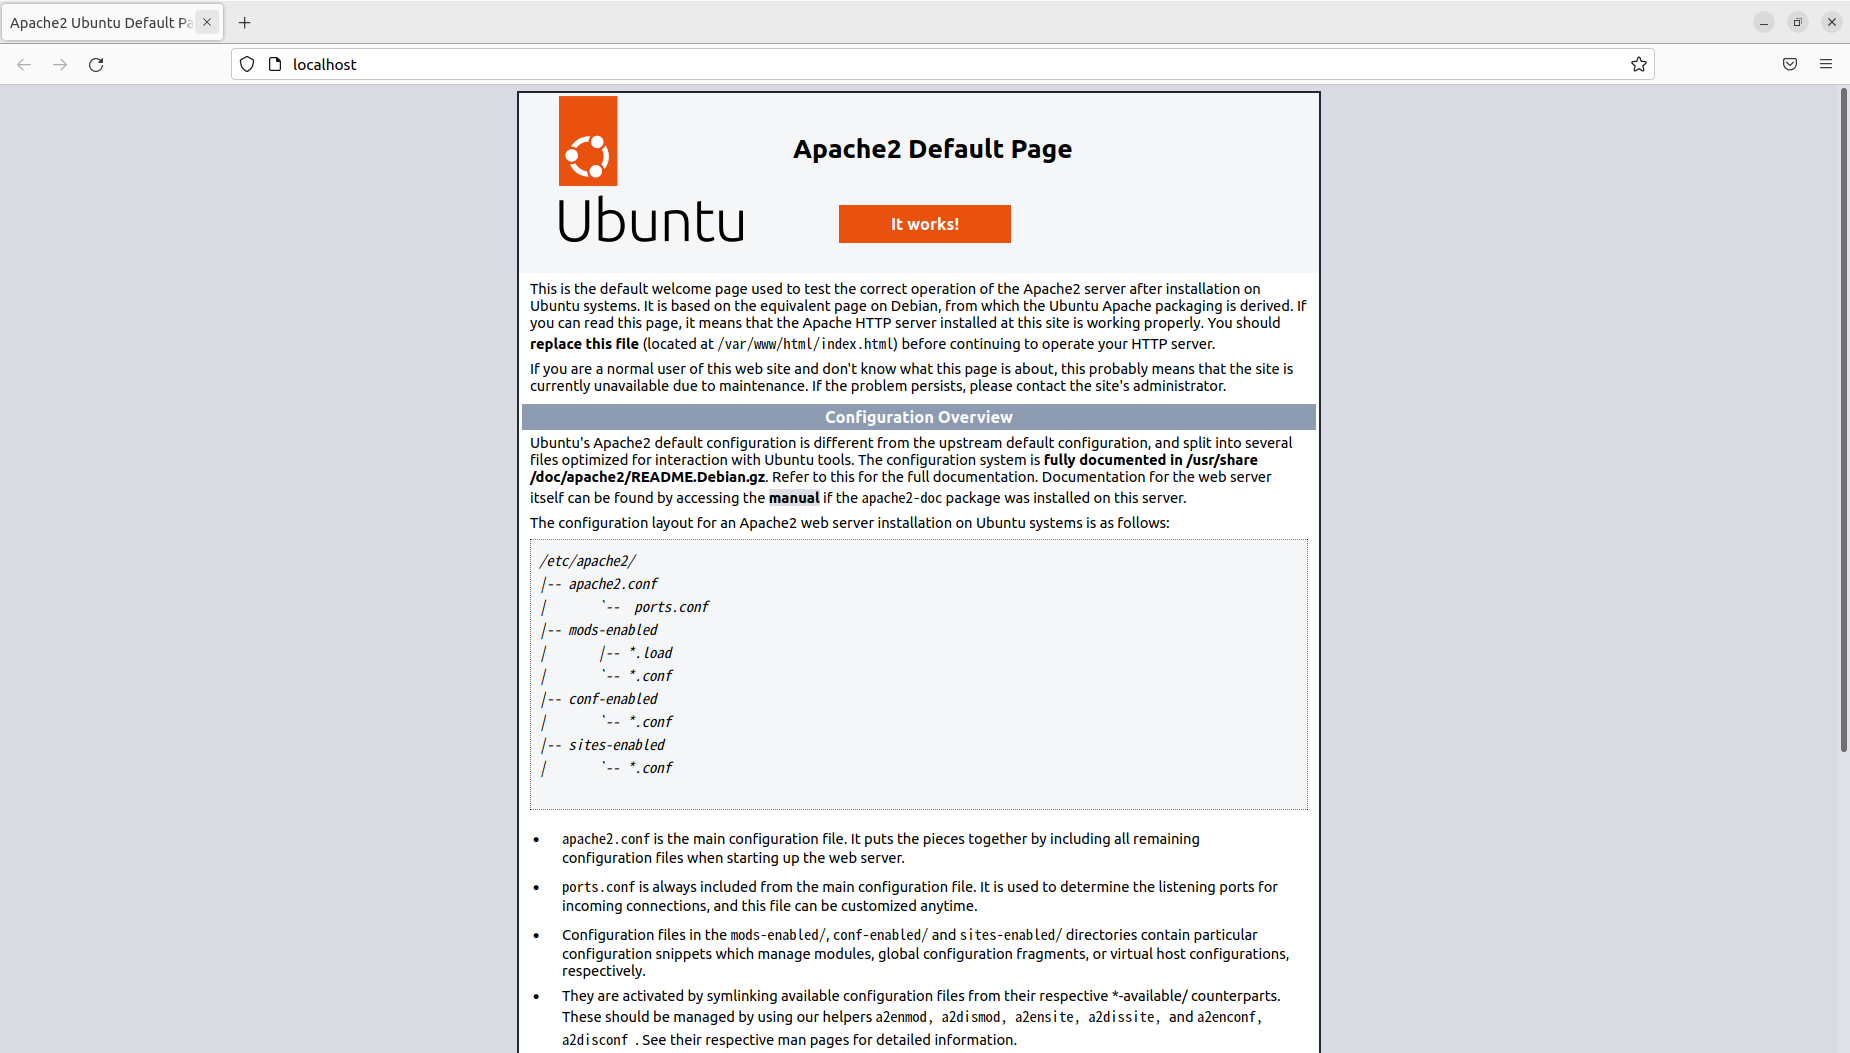 Apache2 Ubuntu Default Pa
localhost
Apache2 Default Page
Ubuntu
It works!
This is the default welcome page used to test the correct operation of the Apache2 server after installation on
Ubuntu systems. It is based on the equivalent page on Debian, from which the Ubuntu Apache packaging is derived. If
you can read this page, it means that the Apache HTTP server installed at this site is working properly. You should
replace this file (located at /var/www/html/index.html) before continuing to operate your HTTP server.
If you are a normal user of this web site and don't know what this page is about, this probably means that the site is
currently unavailable due to maintenance. If the problem persists, please contact the site's administrator.
Configuration Overview
Ubuntu's Apache2 default configuration is different from the upstream default configuration, and split into several
files optimized for interaction with Ubuntu tools. The configuration system is fully documented in /usr/share
/doc/apache2/README.Debian.gz. Refer to this for the full documentation. Documentation for the web server
itself can be found by accessing the manual if the apache2-doc package was installed on this server.
The configuration layout for an Apache2 web server installation on Ubuntu systems is as follows:
/etc/apache2/
|-- apache2.conf
|       `--  ports.conf
|-- mods-enabled
|       |-- *.load
|       `-- *.conf
|-- conf-enabled
|       `-- *.conf
|-- sites-enabled
|       `-- *.conf
• apache2.conf is the main configuration file. It puts the pieces together by including all remaining
configuration files when starting up the web server.
• ports.conf is always included from the main configuration file. It is used to determine the listening ports for
incoming connections, and this file can be customized anytime.
• Configuration files in the mods-enabled/, conf-enabled/ and sites-enabled/ directories contain particular
configuration snippets which manage modules, global configuration fragments, or virtual host configurations,
respectively.
• They are activated by symlinking available configuration files from their respective *-available/ counterparts.
These should be managed by using our helpers a2enmod, a2dismod, a2ensite, a2dissite, and a2enconf,
a2disconf . See their respective man pages for detailed information.